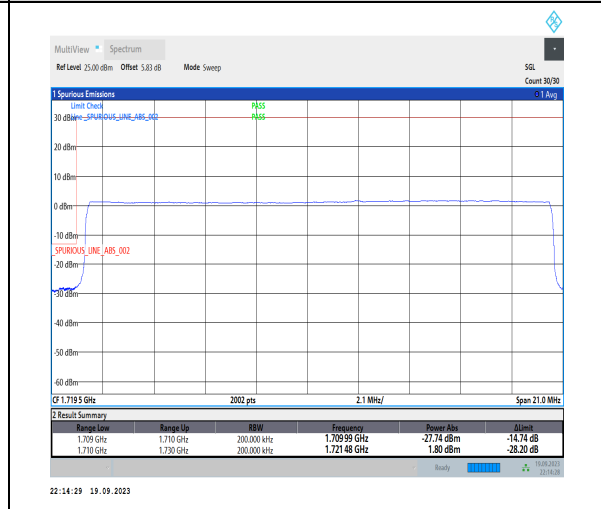 MultiView Spectrum
Ref Level 25.00 dBm Offset 5.83 dB Mode Sweep SGL
Count 30/30
1 Spurious Emissions 1 Avg
Limit Check PASS
30 dBm Line _SPURIOUS_LINE_ABS_002 PASS
20 dBm
10 dBm
0 dBm
-10 dBm
_SPURIOUS_LINE_ABS_002
-20 dBm
-30 dBm
-40 dBm
-50 dBm
-60 dBm
CF 1.719 5 GHz 2002 pts 2.1 MHz/ Span 21.0 MHz
2 Result Summary
Range Low Range Up RBW Frequency Power Abs ΔLimit
1.709 GHz 1.710 GHz 200.000 kHz 1.709 99 GHz -27.74 dBm -14.74 dB
1.710 GHz 1.730 GHz 200.000 kHz 1.721 48 GHz 1.80 dBm -28.20 dB
Ready 19.09.2023
22:14:28
22:14:29 19.09.2023